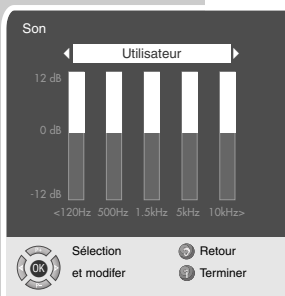 Son
Utilisateur
12 dB
0 dB
-12 dB
<120Hz 500Hz 1.5kHz 5kHz 10kHz>
Sélection Retour
OK
et modifer Terminer